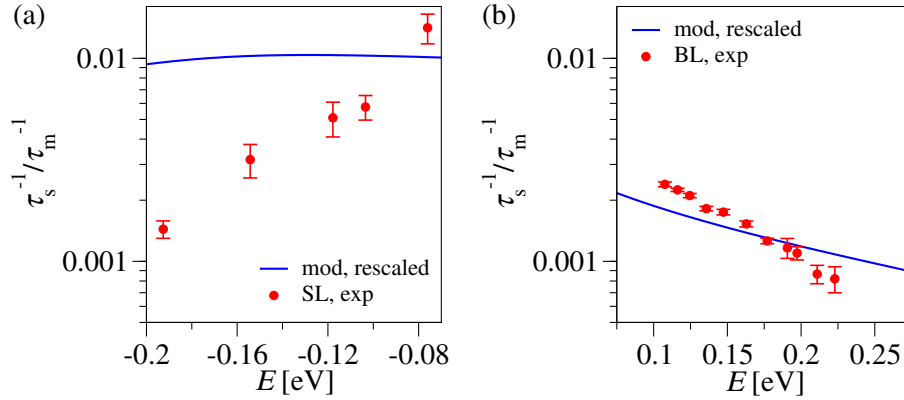 (a)
0.01
0.001
τs⁻¹/τm⁻¹
mod, rescaled
SL, exp
-0.2 -0.16 -0.12 -0.08
E [eV]
(b)
mod, rescaled
BL, exp
0.01
0.001
τs⁻¹/τm⁻¹
0.1 0.15 0.2 0.25
E [eV]